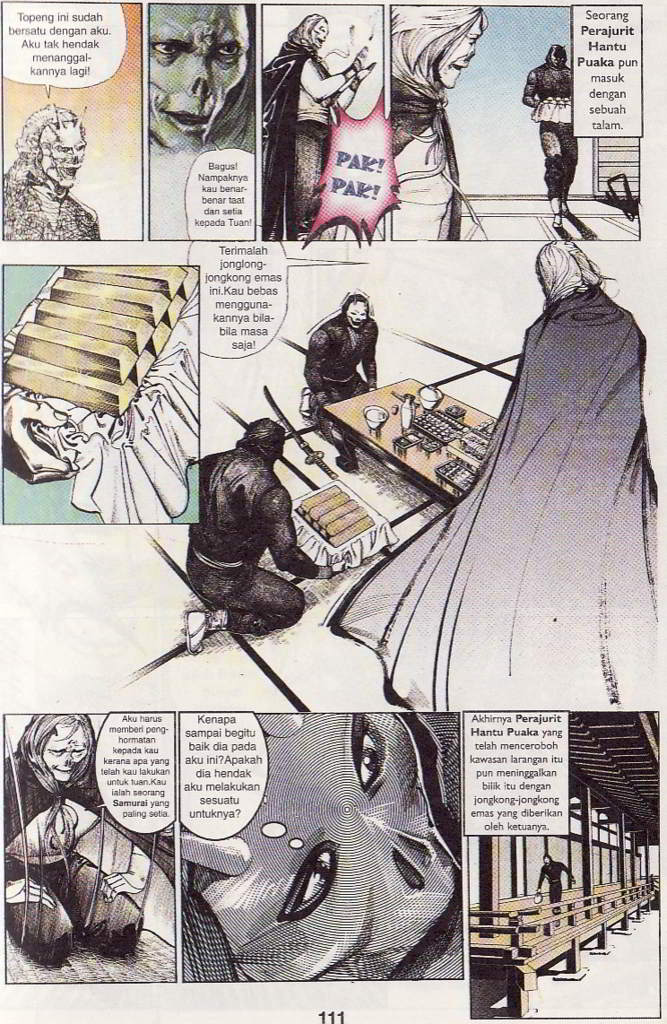 Topeng ini sudah
bersatu dengan aku.
Aku tak hendak
menanggal-
kannya lagi!
Bagus!
Nampaknya
kau benar-
benar taat
dan setia
kepada Tuan!
PAK!
PAK!
Seorang
Perajurit
Hantu
Puaka pun
masuk
dengan
sebuah
talam.
Terimalah
jonglong-
jongkong emas
ini.Kau bebas
mengguna-
kannya bila-
bila masa
saja!
Aku harus
memberi peng-
hormatan
kepada kau
kerana apa yang
telah kau lakukan
untuk tuan.Kau
ialah seorang
Samurai yang
paling setia.
Kenapa
sampai begitu
baik dia pada
aku ini?Apakah
dia hendak
aku melakukan
sesuatu
untuknya?
Akhirnya Perajurit
Hantu Puaka yang
telah menceroboh
kawasan larangan itu
pun meninggalkan
bilik itu dengan
jongkong-jongkong
emas yang diberikan
oleh ketuanya.
111